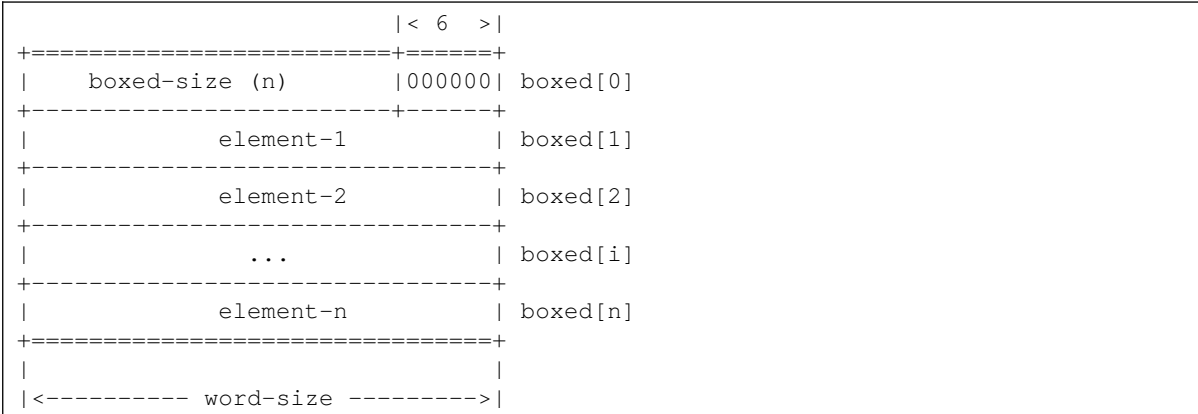 |< 6  >|
+=========================+======+
|    boxed-size (n)       |000000| boxed[0]
+-------------------------+------+
|             element-1          | boxed[1]
+--------------------------------+
|             element-2          | boxed[2]
+--------------------------------+
|               ...              | boxed[i]
+--------------------------------+
|             element-n          | boxed[n]
+================================+
|                                |
|<---------- word-size --------->|